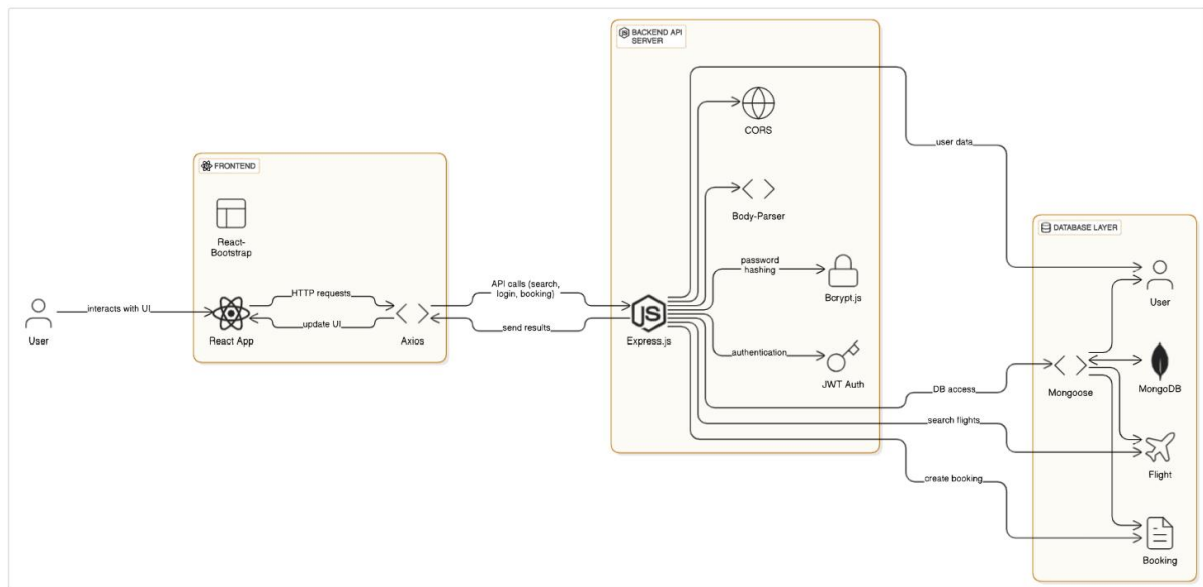 BACKEND API
SERVER
CORS
user data
FRONTEND
Body-Parser
React-
Bootstrap
DATABASE LAYER
password
hashing
Bcrypt.js
User
HTTP requests
API calls (search,
login, booking)
interacts with UI
update UI
send results
User
React App
Axios
Express.js
authentication
JWT Auth
DB access
Mongoose
MongoDB
search flights
Flight
create booking
Booking